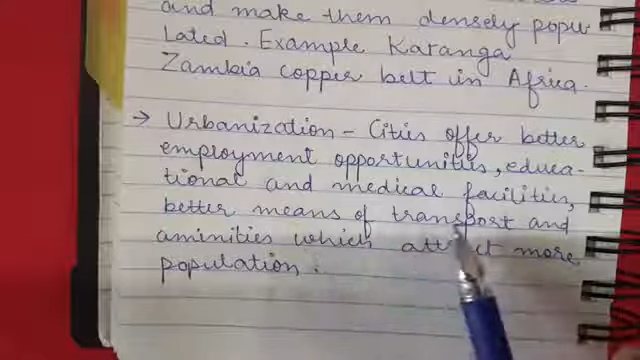 and make them densely popu
lated. Example Karanga
Zambia copper belt in Africa.
→ Urbanization - Cities offer better
employment opportunities, educa-
tional and medical facilities,
better means of transport and
aminities which attract more
population.